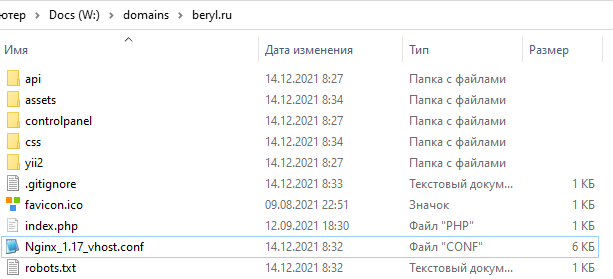 ютер > Docs (W:) > domains > beryl.ru
Имя Дата изменения Тип Размер
api 14.12.2021 8:27 Папка с файлами
assets 14.12.2021 8:34 Папка с файлами
controlpanel 14.12.2021 8:27 Папка с файлами
css 14.12.2021 8:34 Папка с файлами
yii2 14.12.2021 8:27 Папка с файлами
.gitignore 14.12.2021 8:33 Текстовый докум... 1 КБ
favicon.ico 09.08.2021 22:51 Значок 1 КБ
index.php 12.09.2021 18:30 Файл "PHP" 1 КБ
Nginx_1.17_vhost.conf 14.12.2021 8:32 Файл "CONF" 6 КБ
robots.txt 14.12.2021 8:32 Текстовый докум... 1 КБ